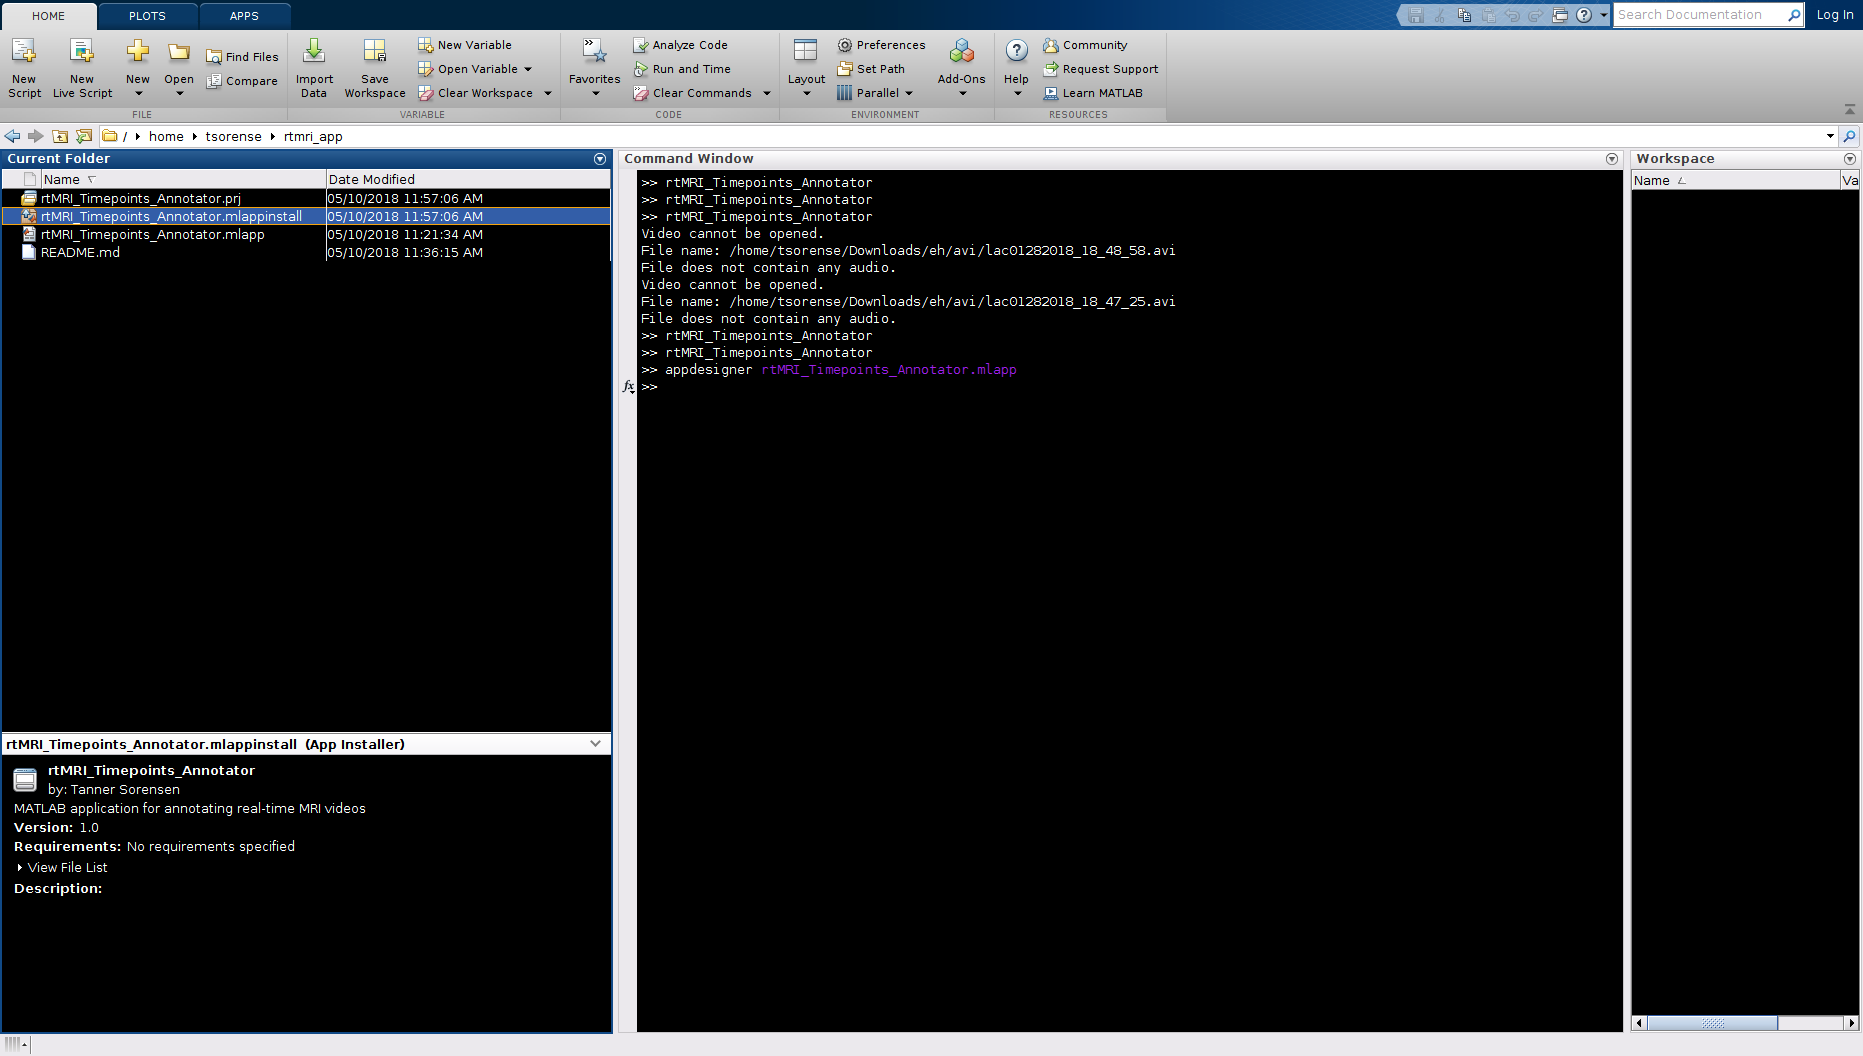 HOME PLOTS APPS
Search Documentation Log In
New Script
New Live Script
New
Open
Find Files
Compare
FILE
Import Data
Save Workspace
New Variable
Open Variable
Clear Workspace
VARIABLE
Favorites
Analyze Code
Run and Time
Clear Commands
CODE
Layout
Preferences
Set Path
Parallel
Add-Ons
ENVIRONMENT
Help
Community
Request Support
Learn MATLAB
RESOURCES
/ home tsorense rtmri_app
Current Folder
Name Date Modified
rtMRI_Timepoints_Annotator.prj 05/10/2018 11:57:06 AM
rtMRI_Timepoints_Annotator.mlappinstall 05/10/2018 11:57:06 AM
rtMRI_Timepoints_Annotator.mlapp 05/10/2018 11:21:34 AM
README.md 05/10/2018 11:36:15 AM
rtMRI_Timepoints_Annotator.mlappinstall (App Installer)
rtMRI_Timepoints_Annotator
by: Tanner Sorensen
MATLAB application for annotating real-time MRI videos
Version: 1.0
Requirements: No requirements specified
View File List
Description:
Command Window
>> rtMRI_Timepoints_Annotator
>> rtMRI_Timepoints_Annotator
>> rtMRI_Timepoints_Annotator
Video cannot be opened.
File name: /home/tsorense/Downloads/eh/avi/lac01282018_18_48_58.avi
File does not contain any audio.
Video cannot be opened.
File name: /home/tsorense/Downloads/eh/avi/lac01282018_18_47_25.avi
File does not contain any audio.
>> rtMRI_Timepoints_Annotator
>> rtMRI_Timepoints_Annotator
>> appdesigner rtMRI_Timepoints_Annotator.mlapp
fx >>
Workspace
Name Va